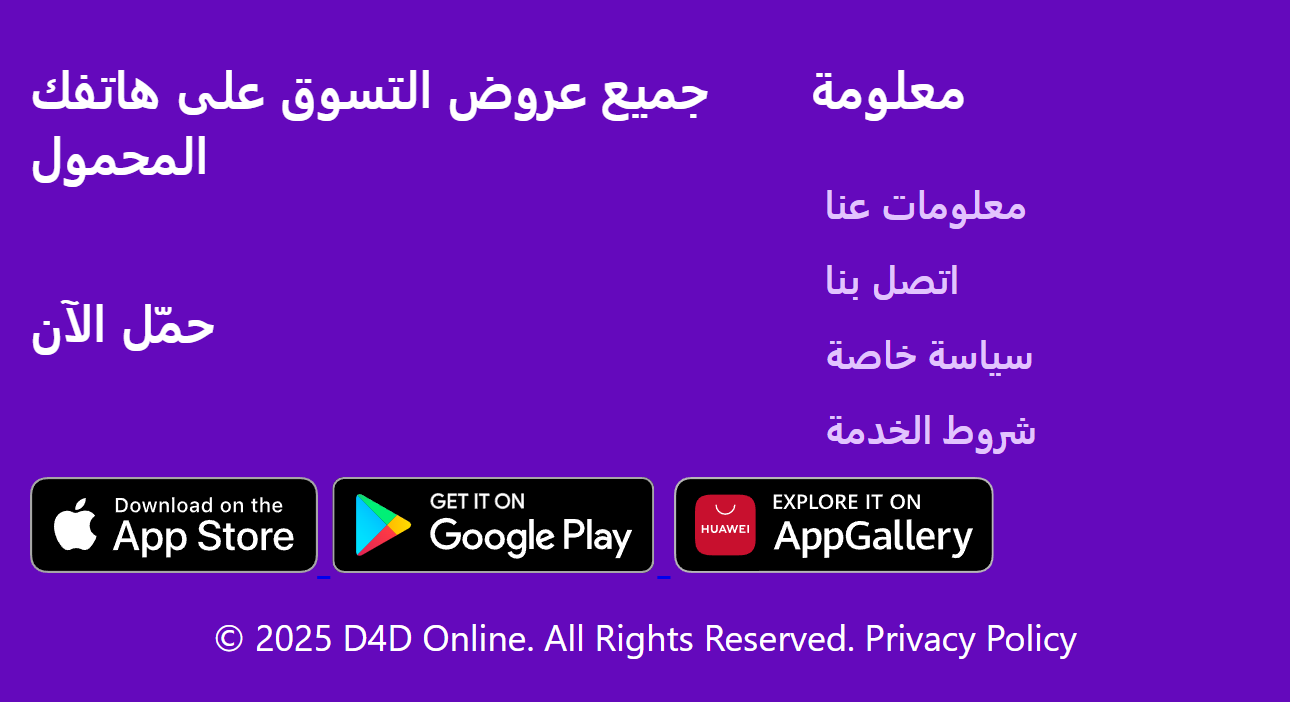 جميع عروض التسوق على هاتفك
المحمول
حمّل الآن
معلومة
معلومات عنا
اتصل بنا
سياسة خاصة
شروط الخدمة
Download on the
App Store
GET IT ON
Google Play
HUAWEI
EXPLORE IT ON
AppGallery
© 2025 D4D Online. All Rights Reserved. Privacy Policy